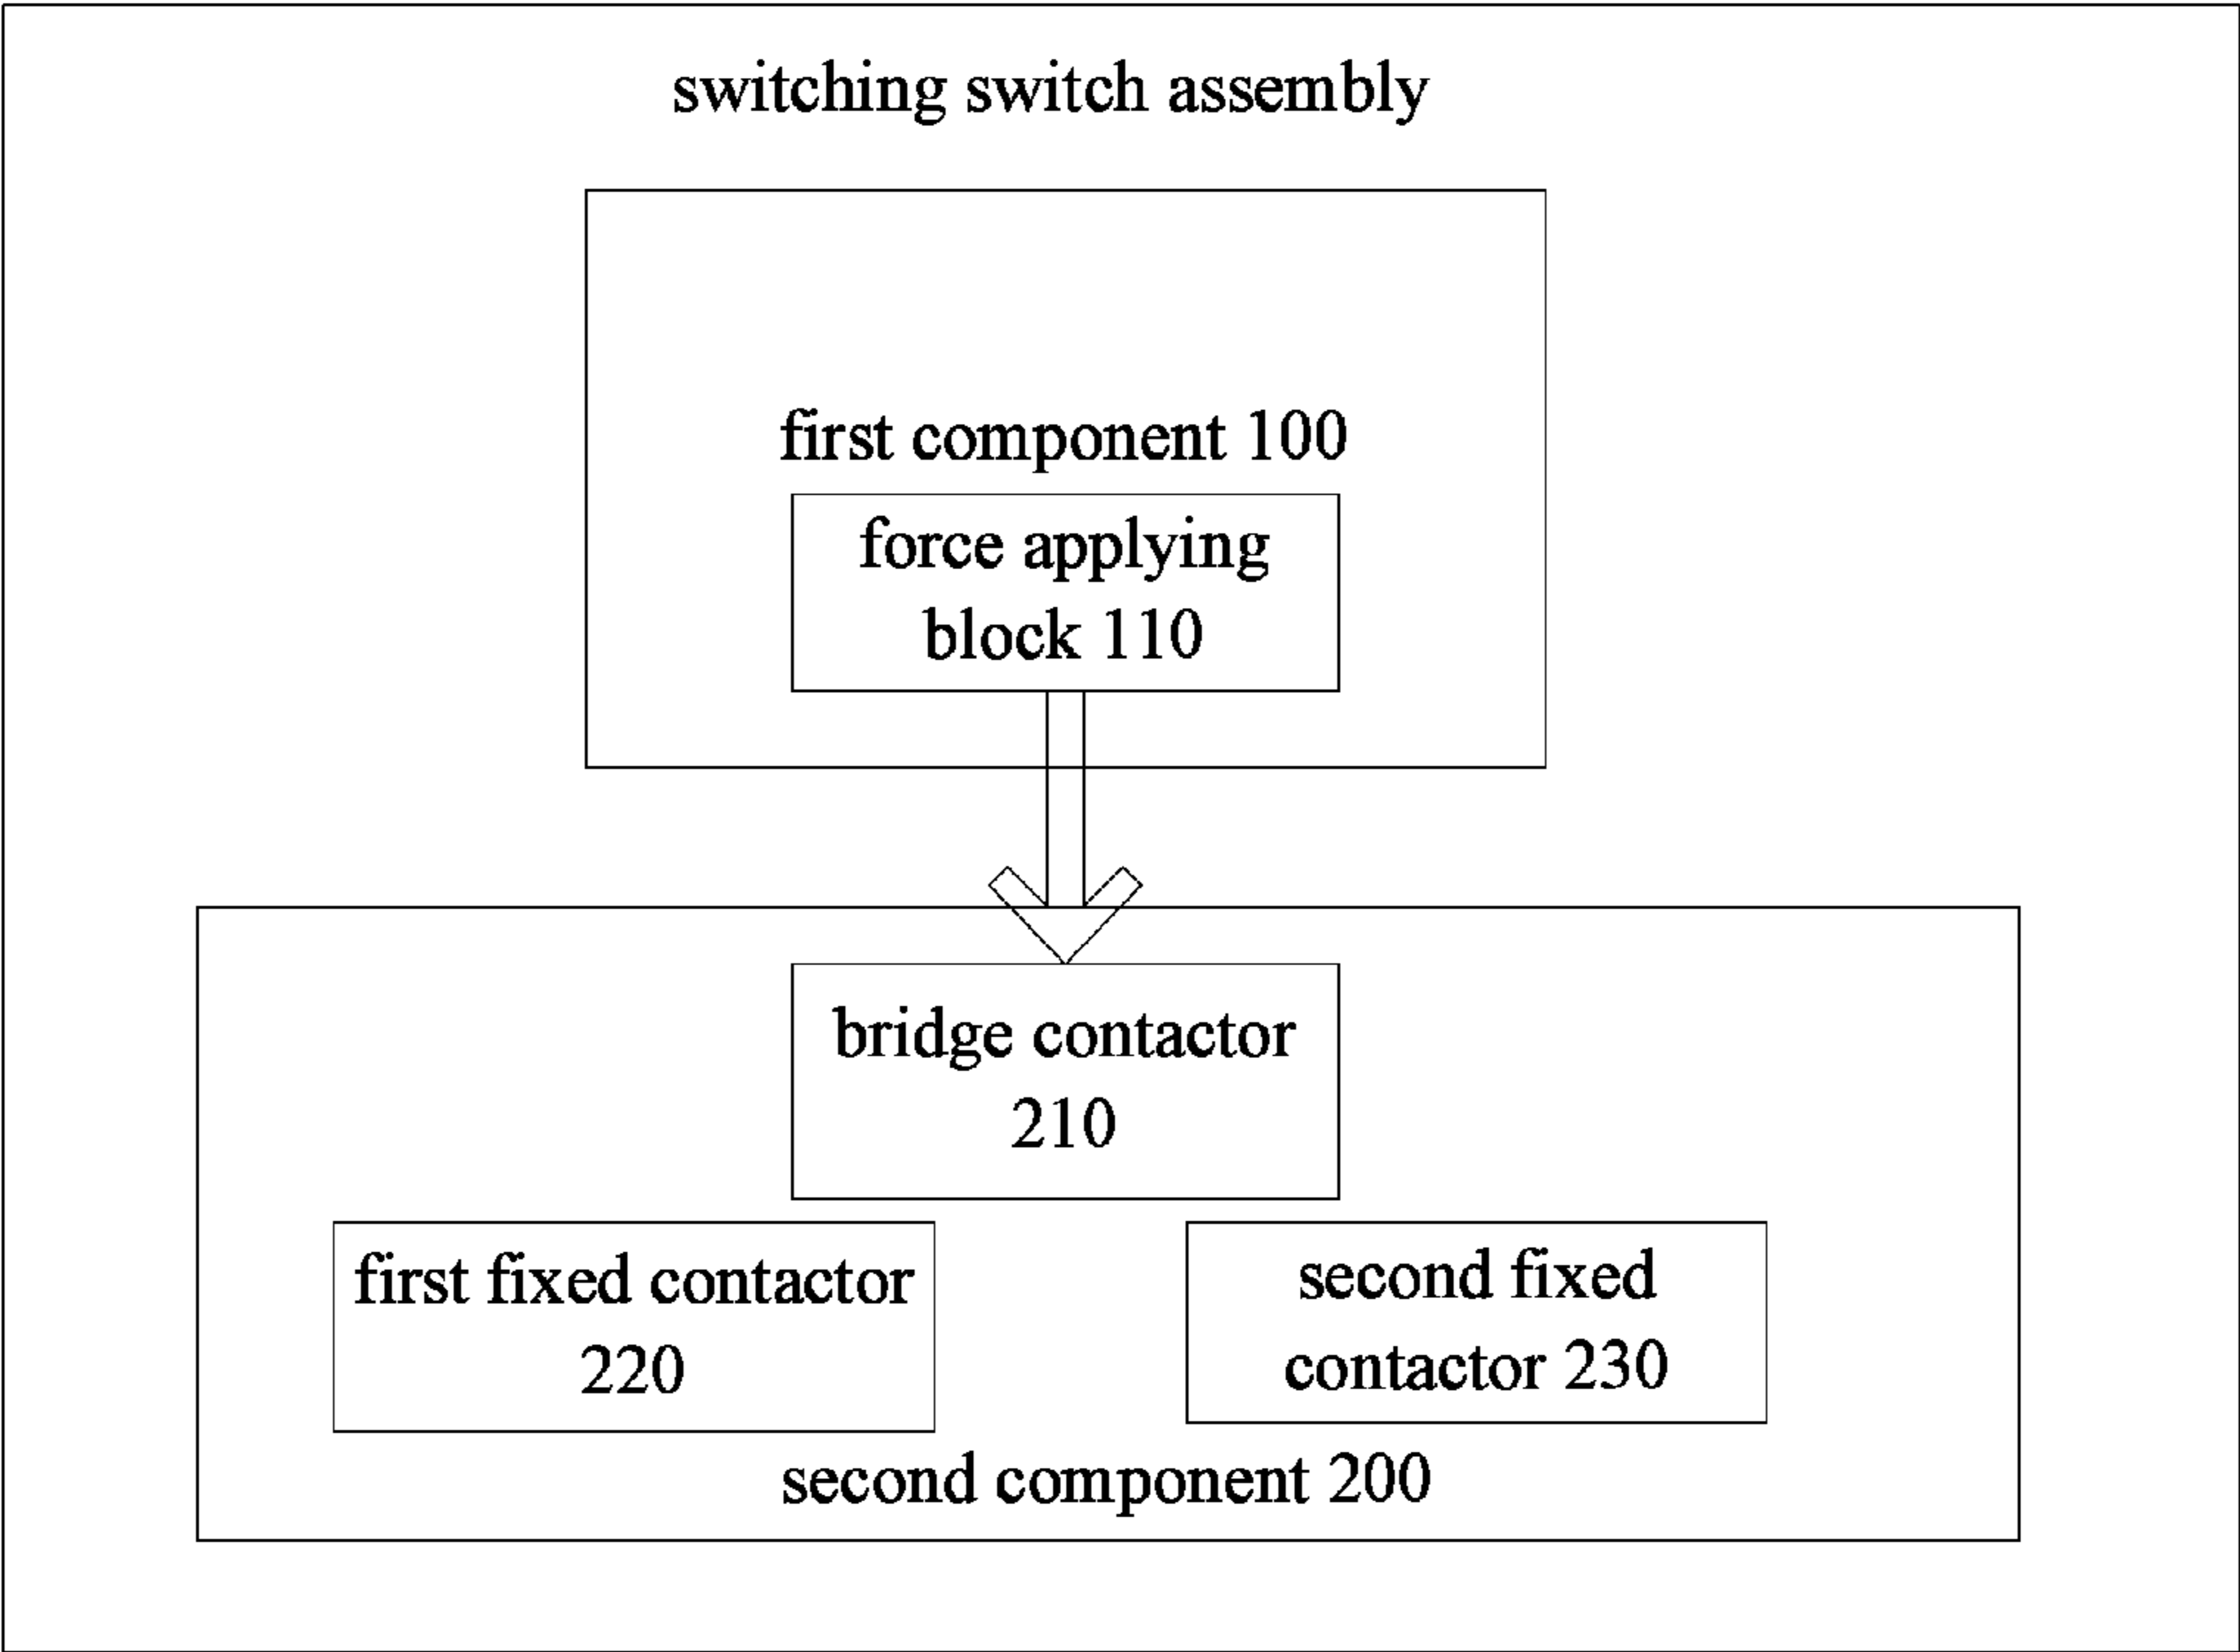 switching switch assembly
first component 100
force applying
block 110
bridge contactor
210
first fixed contactor
220
second fixed
contactor 230
second component 200